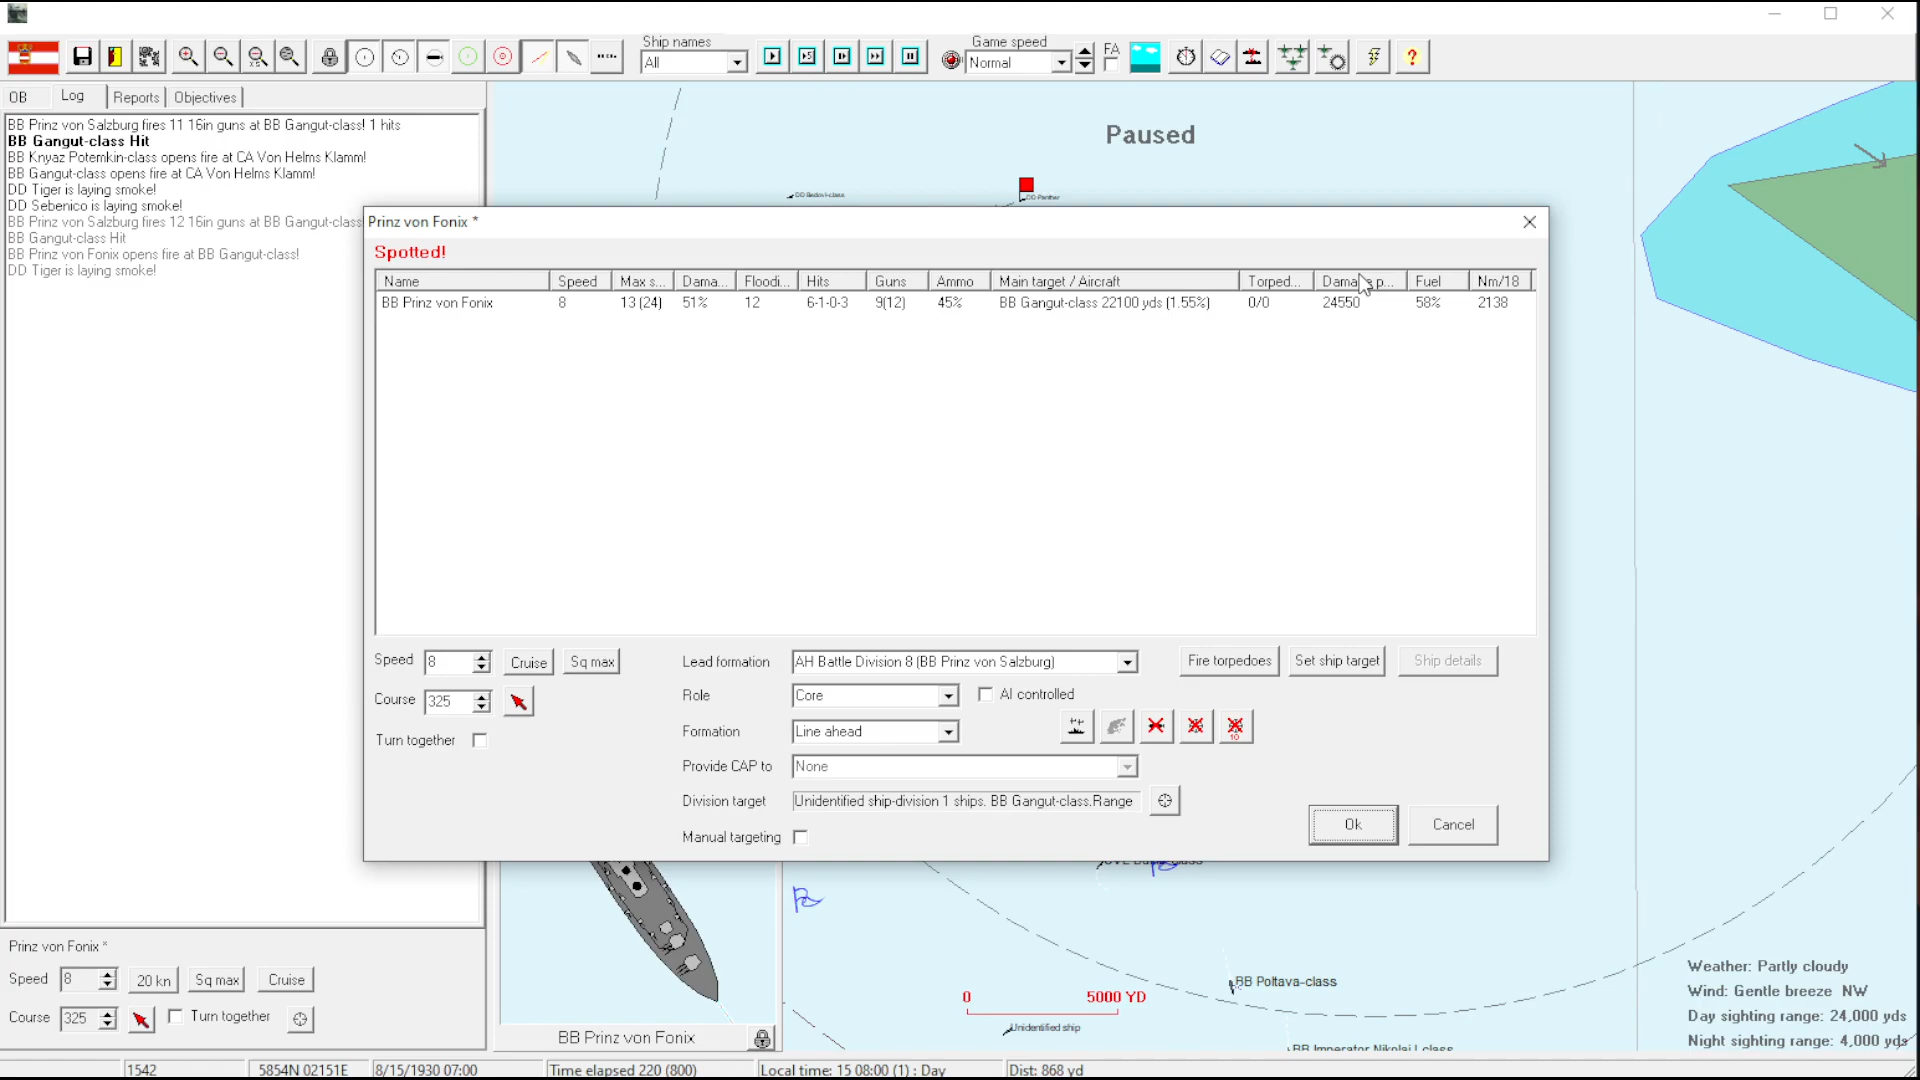 Ship names
All
Game speed
Normal
FA
OB
Log
Reports
Objectives
BB Prinz von Salzburg fires 11 16in guns at BB Gangut-class! 1 hits
BB Gangut-class Hit
BB Knyaz Potemkin-class opens fire at CA Von Helms Klamm!
BB Gangut-class opens fire at CA Von Helms Klamm!
DD Tiger is laying smoke!
DD Sebenico is laying smoke!
BB Prinz von Salzburg fires 12 16in guns at BB Gangut-class
BB Gangut-class Hit
BB Prinz von Fonix opens fire at BB Gangut-class!
DD Tiger is laying smoke!
Paused
DD Bedovi-class
DD Panther
Prinz von Fonix *
Spotted!
Name Speed Max s... Dama... Floodi... Hits Guns Ammo Main target / Aircraft Torped... Damage p... Fuel Nm/18
BB Prinz von Fonix 8 13 (24) 51% 12 6-1-0-3 9(12) 45% BB Gangut-class 22100 yds (1.55%) 0/0 24550 58% 2138
Speed 8 Cruise Sq max
Course 325
Turn together
Lead formation AH Battle Division 8 (BB Prinz von Salzburg)
Role Core AI controlled
Formation Line ahead
Provide CAP to None
Division target Unidentified ship-division 1 ships. BB Gangut-class.Range
Manual targeting
Fire torpedoes Set ship target Ship details
10
Ok Cancel
BB Poltava-class
0 5000 YD
Unidentified ship
BB Imperator Nikolai I class
BB Prinz von Fonix
Weather: Partly cloudy
Wind: Gentle breeze NW
Day sighting range: 24,000 yds
Night sighting range: 4,000 yds
Prinz von Fonix *
Speed 8 20 kn Sq max Cruise
Course 325 Turn together
1542 5854N 02151E 8/15/1930 07:00 Time elapsed 220 (800) Local time: 15 08:00 (1) : Day Dist: 868 yd